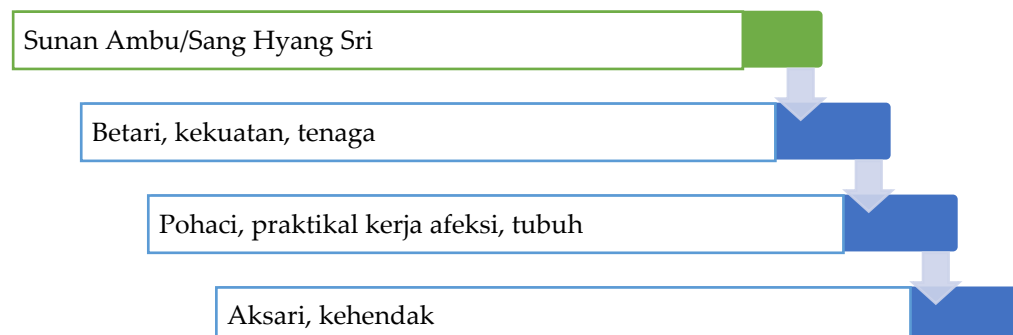 Sunan Ambu/Sang Hyang Sri
Betari, kekuatan, tenaga
Pohaci, praktikal kerja afeksi, tubuh
Aksari, kehendak